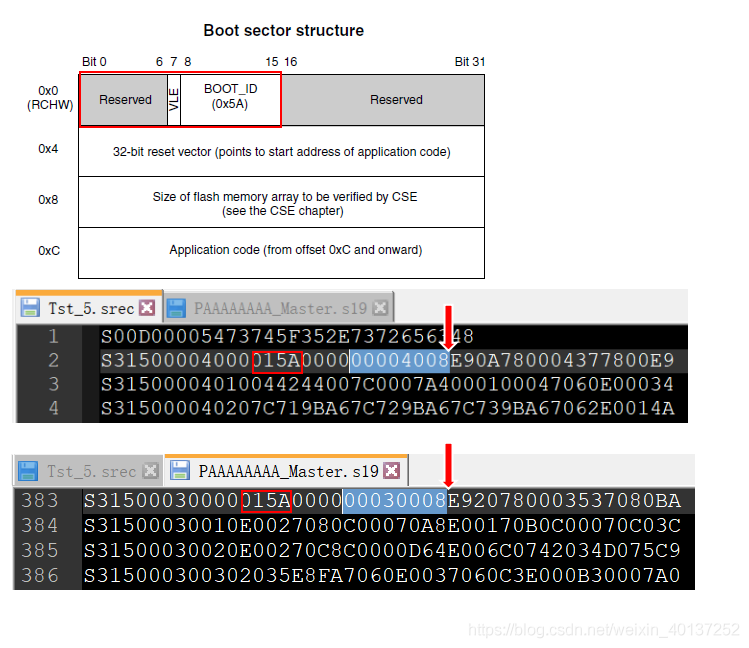 Boot sector structure
Bit 0 6 7 8 15 16 Bit 31
0x0
(RCHW)
Reserved
VLE
BOOT_ID
(0x5A)
Reserved
0x4
32-bit reset vector (points to start address of application code)
0x8
Size of flash memory array to be verified by CSE
(see the CSE chapter)
0xC
Application code (from offset 0xC and onward)
Tst_5.srec PAAAAAAAA_Master.s19
1 S00D00005473745F352E7372656348
2 S31500004000015A000000004008E90A780004377800E9
3 S31500004010044244007C0007A4000100047060E00034
4 S315000040207C719BA67C729BA67C739BA67062E0014A
Tst_5.srec PAAAAAAAA_Master.s19
383 S31500030000015A000000030008E920780003537080BA
384 S31500030010E0027080C00070A8E00170B0C00070C03C
385 S31500030020E00270C8C0000D64E006C0742034D075C9
386 S315000300302035E8FA7060E0037060C3E000B30007A0
https://blog.csdn.net/weixin_40137252